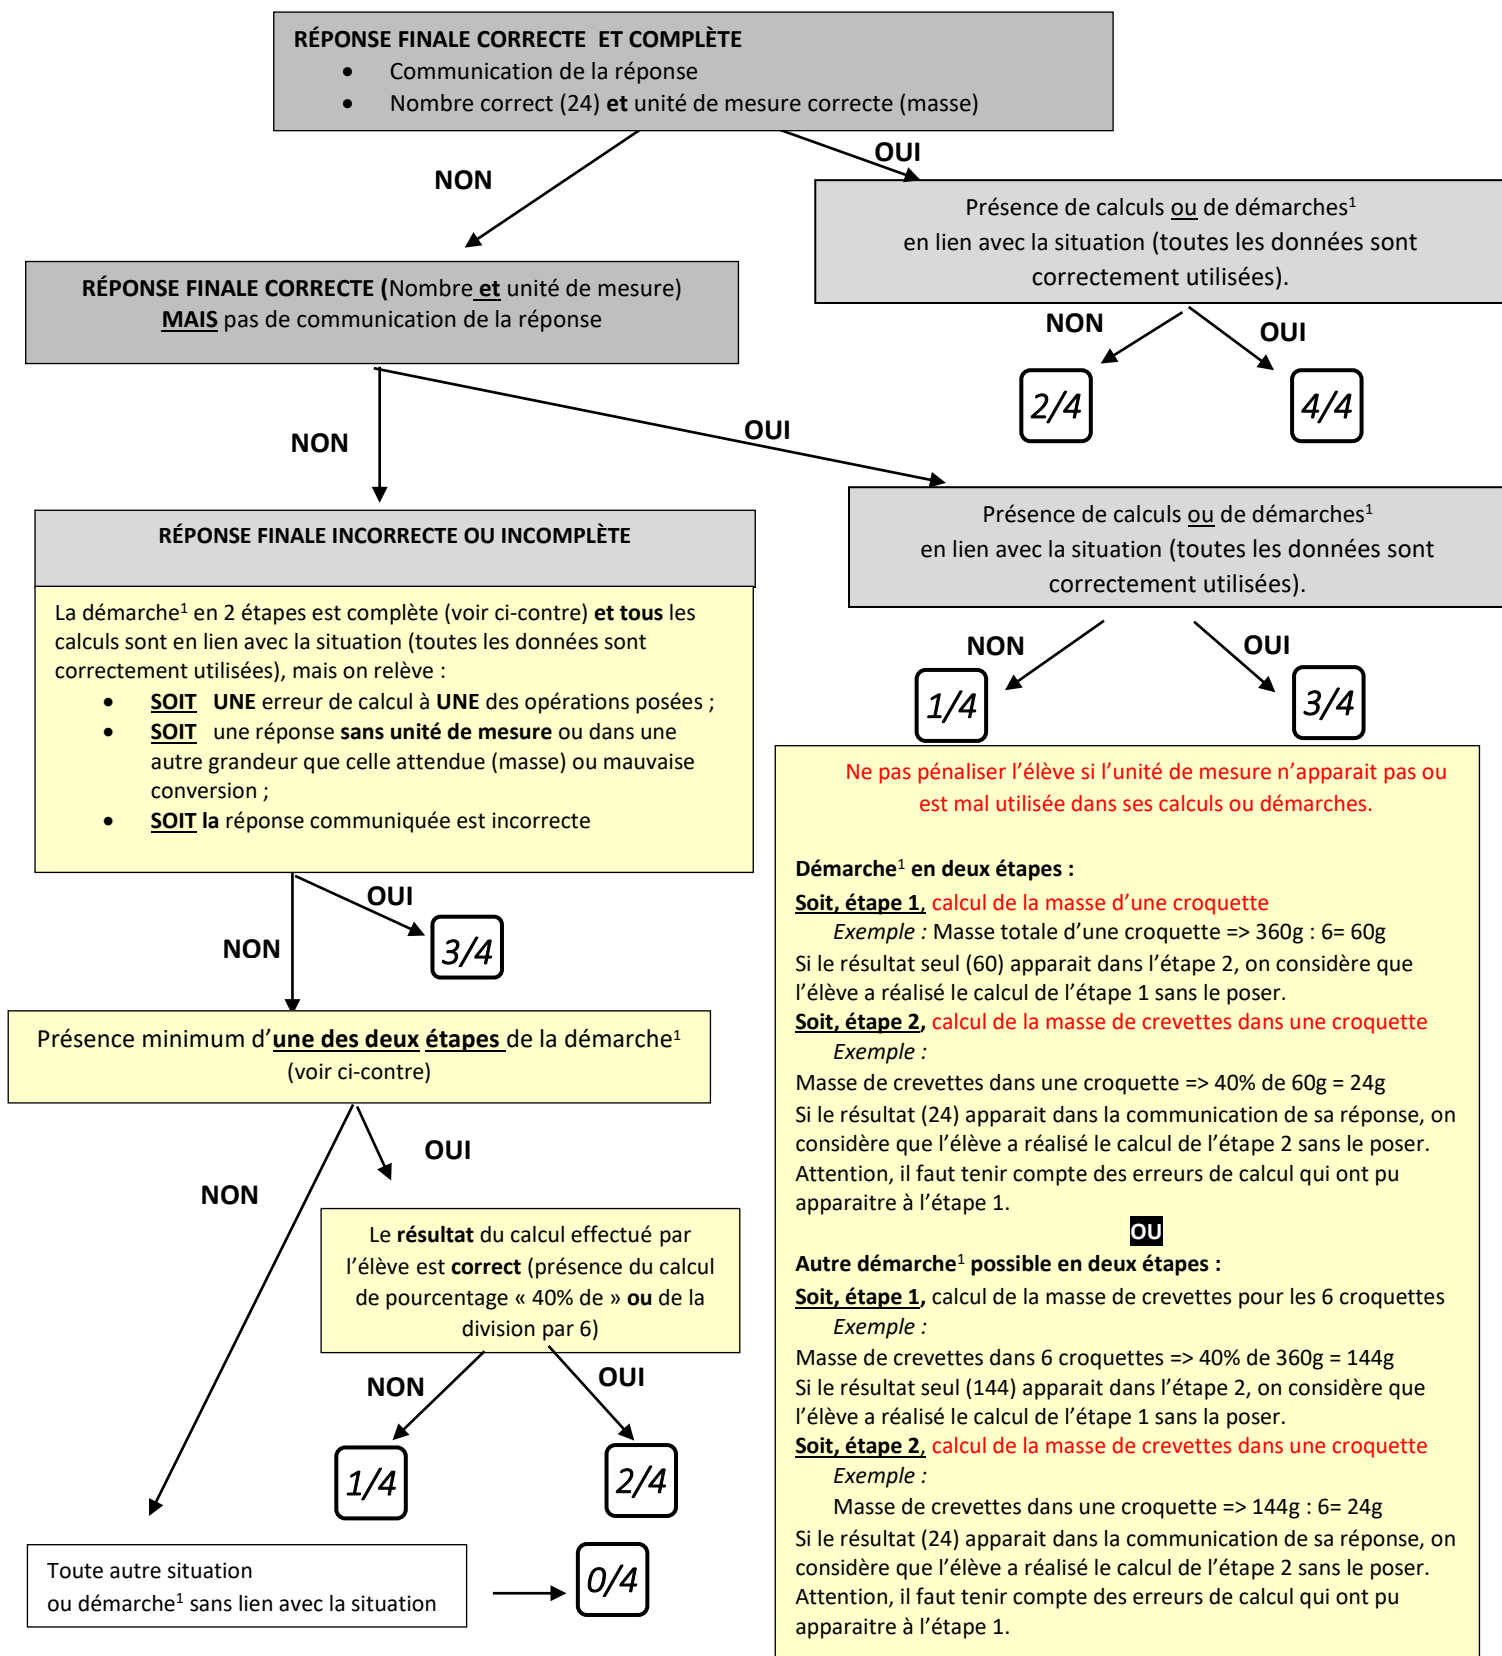 RÉPONSE FINALE CORRECTE ET COMPLÈTE
• Communication de la réponse
• Nombre correct (24) et unité de mesure correcte (masse)
NON
OUI
Présence de calculs ou de démarches¹
en lien avec la situation (toutes les données sont
correctement utilisées).
NON
OUI
2/4
4/4
RÉPONSE FINALE CORRECTE (Nombre et unité de mesure)
MAIS pas de communication de la réponse
NON
OUI
Présence de calculs ou de démarches¹
en lien avec la situation (toutes les données sont
correctement utilisées).
NON
OUI
1/4
3/4
RÉPONSE FINALE INCORRECTE OU INCOMPLÈTE
La démarche¹ en 2 étapes est complète (voir ci-contre) et tous les
calculs sont en lien avec la situation (toutes les données sont
correctement utilisées), mais on relève :
• SOIT UNE erreur de calcul à UNE des opérations posées ;
• SOIT une réponse sans unité de mesure ou dans une
autre grandeur que celle attendue (masse) ou mauvaise
conversion ;
• SOIT la réponse communiquée est incorrecte
OUI
NON
3/4
Présence minimum d’une des deux étapes de la démarche¹
(voir ci-contre)
OUI
NON
Le résultat du calcul effectué par
l’élève est correct (présence du calcul
de pourcentage « 40% de » ou de la
division par 6)
NON
OUI
1/4
2/4
Toute autre situation
ou démarche¹ sans lien avec la situation
0/4
Ne pas pénaliser l’élève si l’unité de mesure n’apparait pas ou
est mal utilisée dans ses calculs ou démarches.
Démarche¹ en deux étapes :
Soit, étape 1, calcul de la masse d’une croquette
Exemple : Masse totale d’une croquette => 360g : 6= 60g
Si le résultat seul (60) apparait dans l’étape 2, on considère que
l’élève a réalisé le calcul de l’étape 1 sans le poser.
Soit, étape 2, calcul de la masse de crevettes dans une croquette
Exemple :
Masse de crevettes dans une croquette => 40% de 60g = 24g
Si le résultat (24) apparait dans la communication de sa réponse, on
considère que l’élève a réalisé le calcul de l’étape 2 sans le poser.
Attention, il faut tenir compte des erreurs de calcul qui ont pu
apparaitre à l’étape 1.
OU
Autre démarche¹ possible en deux étapes :
Soit, étape 1, calcul de la masse de crevettes pour les 6 croquettes
Exemple :
Masse de crevettes dans 6 croquettes => 40% de 360g = 144g
Si le résultat seul (144) apparait dans l’étape 2, on considère que
l’élève a réalisé le calcul de l’étape 1 sans la poser.
Soit, étape 2, calcul de la masse de crevettes dans une croquette
Exemple :
Masse de crevettes dans une croquette => 144g : 6= 24g
Si le résultat (24) apparait dans la communication de sa réponse, on
considère que l’élève a réalisé le calcul de l’étape 2 sans le poser.
Attention, il faut tenir compte des erreurs de calcul qui ont pu
apparaitre à l’étape 1.